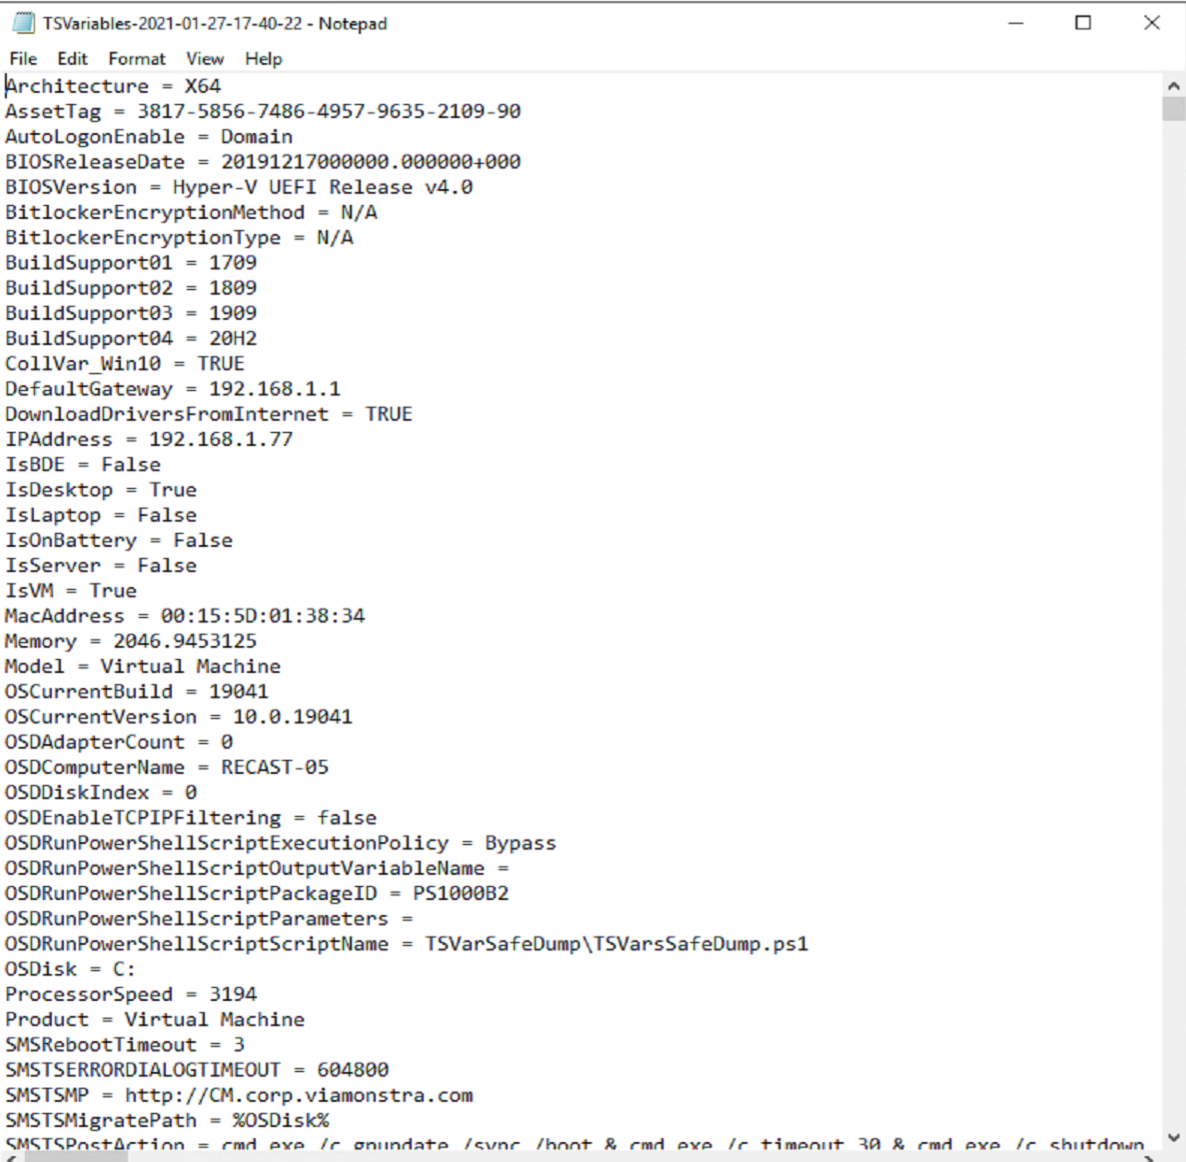 TSVariables-2021-01-27-17-40-22 - Notepad
File Edit Format View Help
Architecture = X64
AssetTag = 3817-5856-7486-4957-9635-2109-90
AutoLogonEnable = Domain
BIOSReleaseDate = 20191217000000.000000+000
BIOSVersion = Hyper-V UEFI Release v4.0
BitlockerEncryptionMethod = N/A
BitlockerEncryptionType = N/A
BuildSupport01 = 1709
BuildSupport02 = 1809
BuildSupport03 = 1909
BuildSupport04 = 20H2
CollVar_Win10 = TRUE
DefaultGateway = 192.168.1.1
DownloadDriversFromInternet = TRUE
IPAddress = 192.168.1.77
IsBDE = False
IsDesktop = True
IsLaptop = False
IsOnBattery = False
IsServer = False
IsVM = True
MacAddress = 00:15:5D:01:38:34
Memory = 2046.9453125
Model = Virtual Machine
OSCurrentBuild = 19041
OSCurrentVersion = 10.0.19041
OSDAdapterCount = 0
OSDComputerName = RECAST-05
OSDDiskIndex = 0
OSDEnableTCPIPFiltering = false
OSDRunPowerShellScriptExecutionPolicy = Bypass
OSDRunPowerShellScriptOutputVariableName =
OSDRunPowerShellScriptPackageID = PS1000B2
OSDRunPowerShellScriptParameters =
OSDRunPowerShellScriptScriptName = TSVarSafeDump\TSVarsSafeDump.ps1
OSDisk = C:
ProcessorSpeed = 3194
Product = Virtual Machine
SMSRebootTimeout = 3
SMSTSERRORDIALOGTIMEOUT = 604800
SMSTSMP = http://CM.corp.viamonstra.com
SMSTSMigratePath = %OSDisk%
SMSTSPostAction = cmd.exe /c gpupdate /sync /boot & cmd.exe /c timeout 30 & cmd.exe /c shutdown